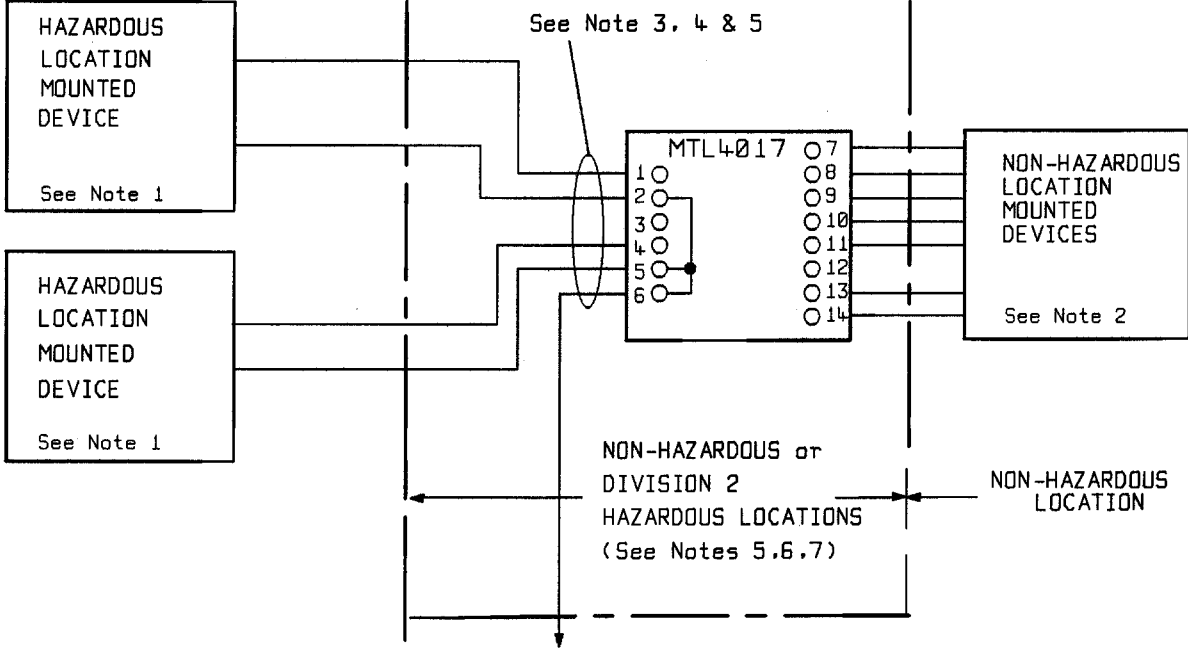 HAZARDOUS
LOCATION
MOUNTED
DEVICE
See Note 1
See Note 3, 4 & 5
MTL4017
1
2
3
4
5
6
7
8
9
10
11
12
13
14
NON-HAZARDOUS
LOCATION
MOUNTED
DEVICES
See Note 2
HAZARDOUS
LOCATION
MOUNTED
DEVICE
See Note 1
NON-HAZARDOUS or
DIVISION 2
HAZARDOUS LOCATIONS
(See Notes 5,6,7)
NON-HAZARDOUS
LOCATION